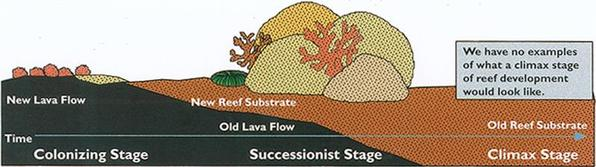 We have no examples
of what a climax stage
of reef development
would look like.
New Lava Flow
New Reef Substrate
Old Lava Flow
Old Reef Substrate
Time
Colonizing Stage
Successionist Stage
Climax Stage